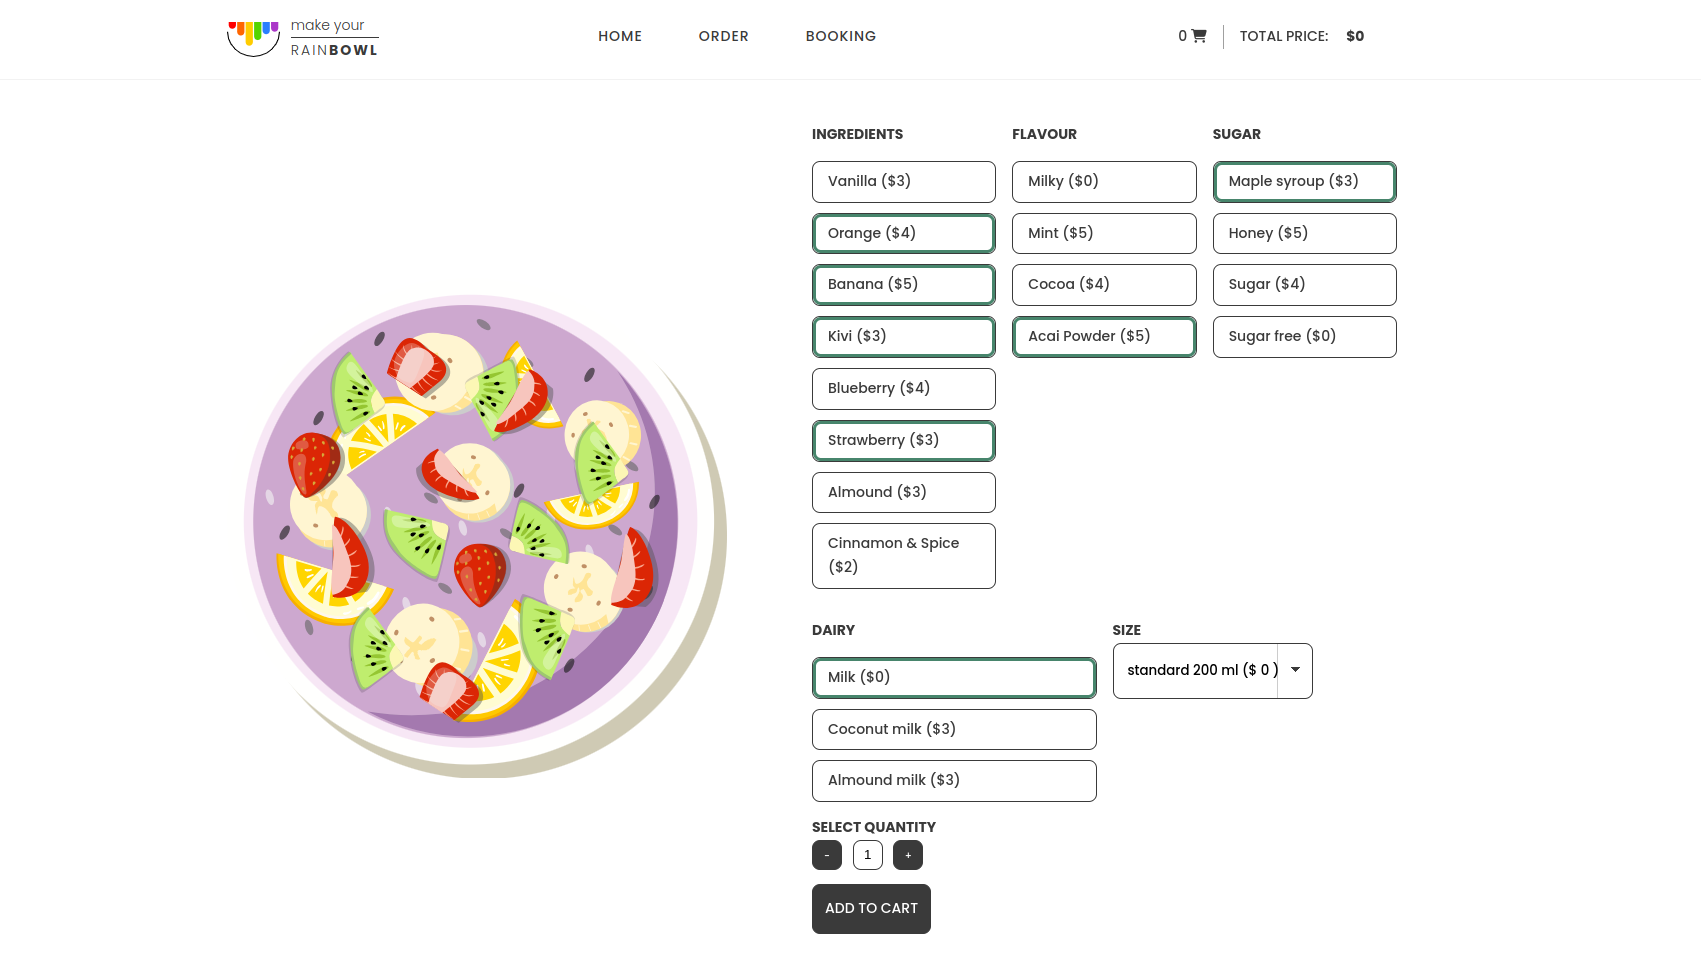 make your
RAINBOWL
HOME
ORDER
BOOKING
0
TOTAL PRICE: $0
INGREDIENTS
Vanilla ($3)
Orange ($4)
Banana ($5)
Kivi ($3)
Blueberry ($4)
Strawberry ($3)
Almound ($3)
Cinnamon & Spice
($2)
FLAVOUR
Milky ($0)
Mint ($5)
Cocoa ($4)
Acai Powder ($5)
SUGAR
Maple syroup ($3)
Honey ($5)
Sugar ($4)
Sugar free ($0)
DAIRY
Milk ($0)
Coconut milk ($3)
Almound milk ($3)
SIZE
standard 200 ml ($ 0 )
SELECT QUANTITY
- 1 +
ADD TO CART